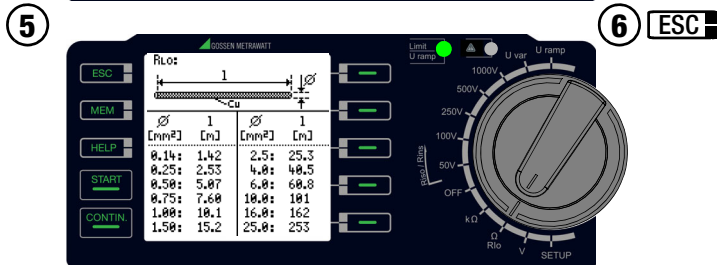 5
6 ESC
GOSSEN METRAWATT
ESC
MEM
HELP
START
CONTIN.
RLO:
l
Ø
Cu
Ø l Ø l
[mm²] [m] [mm²] [m]
0.14: 1.42 2.5: 25.3
0.25: 2.53 4.0: 40.5
0.50: 5.07 6.0: 60.8
0.75: 7.60 10.0: 101
1.00: 10.1 16.0: 162
1.50: 15.2 25.0: 253
Limit
U ramp
U var
U ramp
1000V
500V
250V
100V
50V
Riso / Rins
OFF
kΩ
Ω
Rlo
V
SETUP